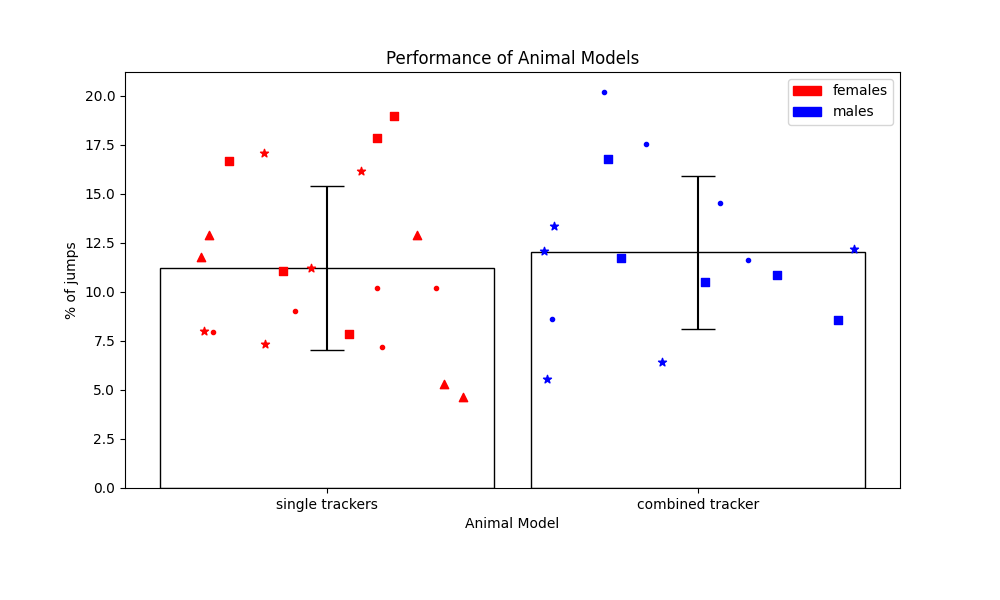 Performance of Animal Models
females
males
% of jumps
20.0
17.5
15.0
12.5
10.0
7.5
5.0
2.5
0.0
single trackers
combined tracker
Animal Model